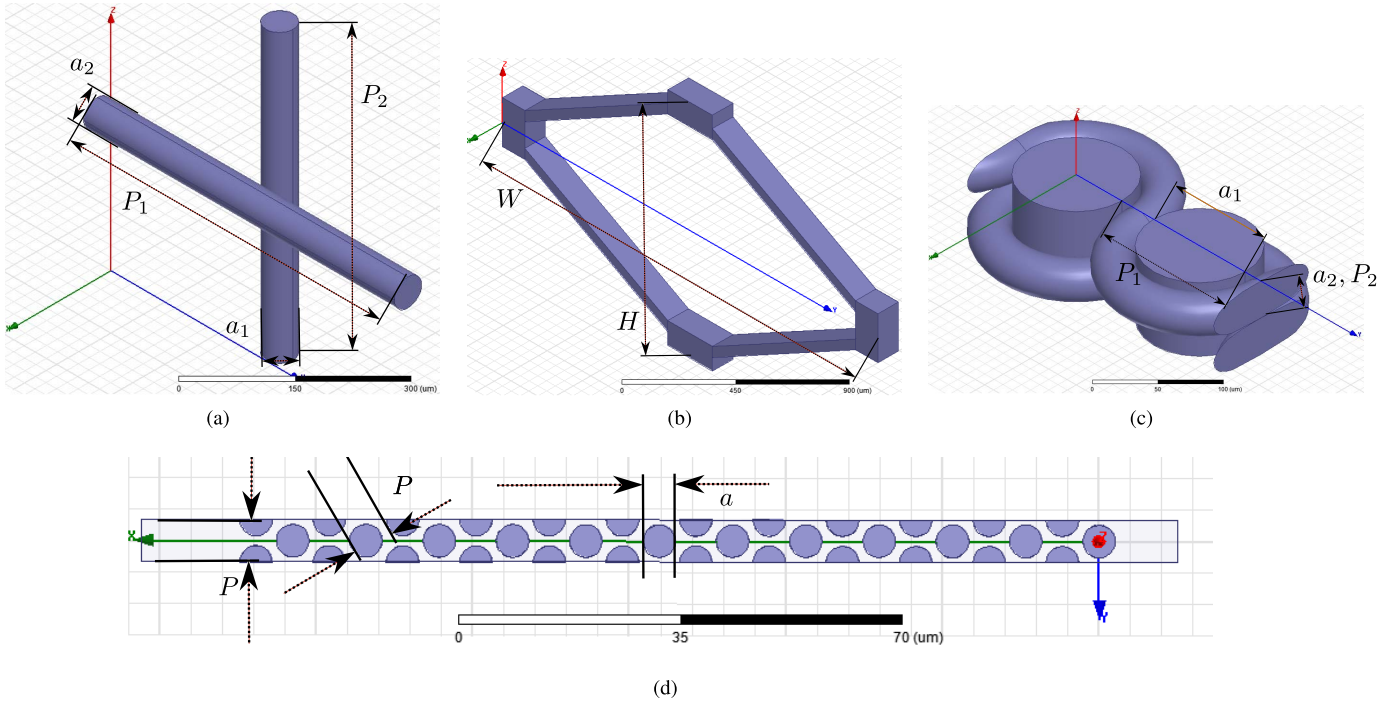 Z
a₂
P₂
P₁
a₁
X
0
150
300 (um)
(a)
Z
X
W
H
Y
0
450
900 (um)
(b)
Z
a₁
P₁
a₂, P₂
X
Y
0
50
100 (um)
(c)
P
a
X
Z
P
Y
0
35
70 (um)
(d)